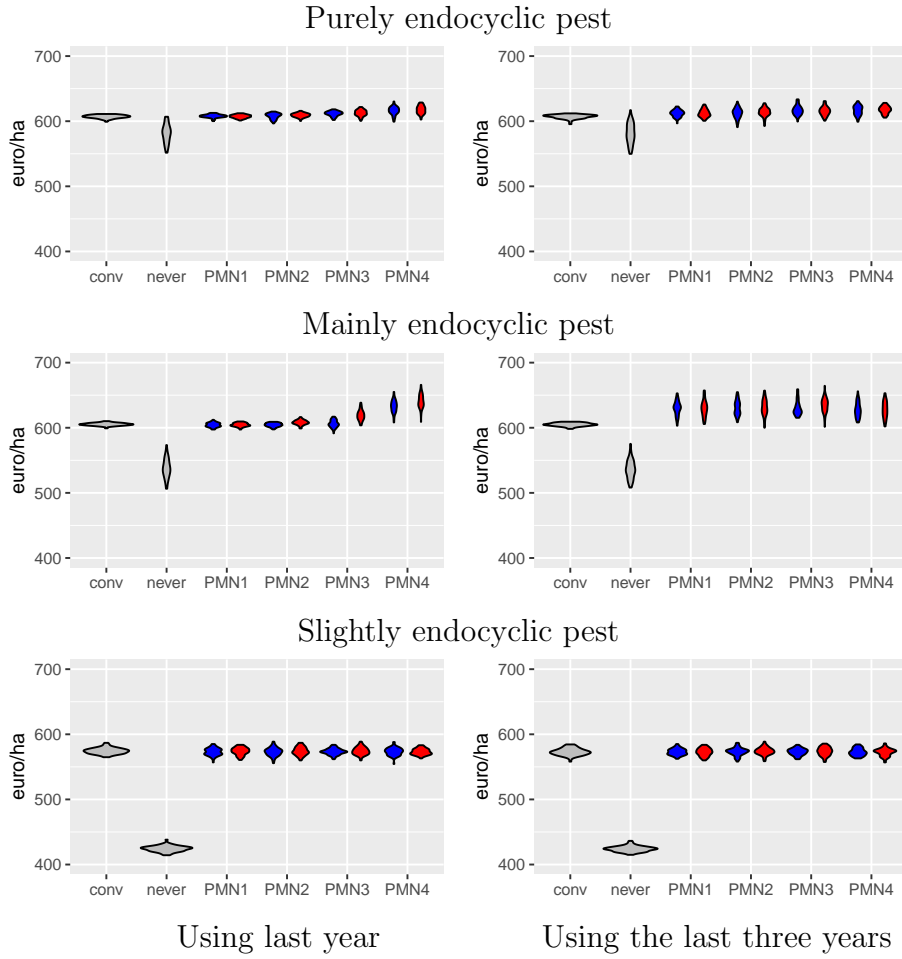 Purely endocyclic pest
700
600
500
400
euro/ha
conv never PMN1 PMN2 PMN3 PMN4
700
600
500
400
euro/ha
conv never PMN1 PMN2 PMN3 PMN4
Mainly endocyclic pest
700
600
500
400
euro/ha
conv never PMN1 PMN2 PMN3 PMN4
700
600
500
400
euro/ha
conv never PMN1 PMN2 PMN3 PMN4
Slightly endocyclic pest
700
600
500
400
euro/ha
conv never PMN1 PMN2 PMN3 PMN4
700
600
500
400
euro/ha
conv never PMN1 PMN2 PMN3 PMN4
Using last year
Using the last three years